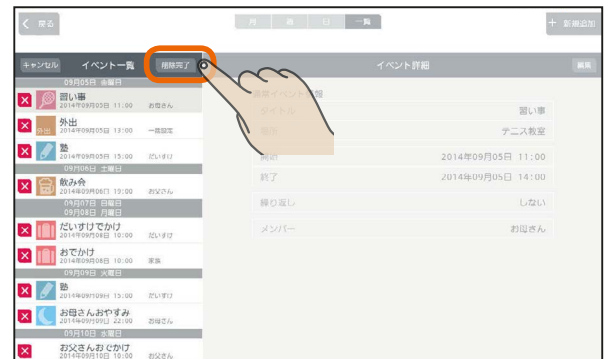 戻る
月 週 日 一覧
+ 新規追加
キャンセル イベント一覧 削除完了
イベント詳細 編集
09月05日 金曜日
習い事
2014年09月05日 11:00 お母さん
外出
外出
2014年09月05日 13:00 一般設定
塾
2014年09月05日 15:00 だいすけ
09月06日 土曜日
飲み会
2014年09月06日 19:00 お父さん
09月07日 日曜日
09月08日 月曜日
だいすけでかけ
2014年09月08日 10:00 だいすけ
おでかけ
2014年09月08日 10:00 家族
09月09日 火曜日
塾
2014年09月09日 15:00 だいすけ
お母さんおやすみ
2014年09月09日 22:00 お母さん
09月10日 水曜日
お父さんおでかけ
2014年09月10日 10:00 お父さん
タイトル 習い事
場所 テニス教室
開始 2014年09月05日 11:00
終了 2014年09月05日 14:00
繰り返し しない
メンバー お母さん